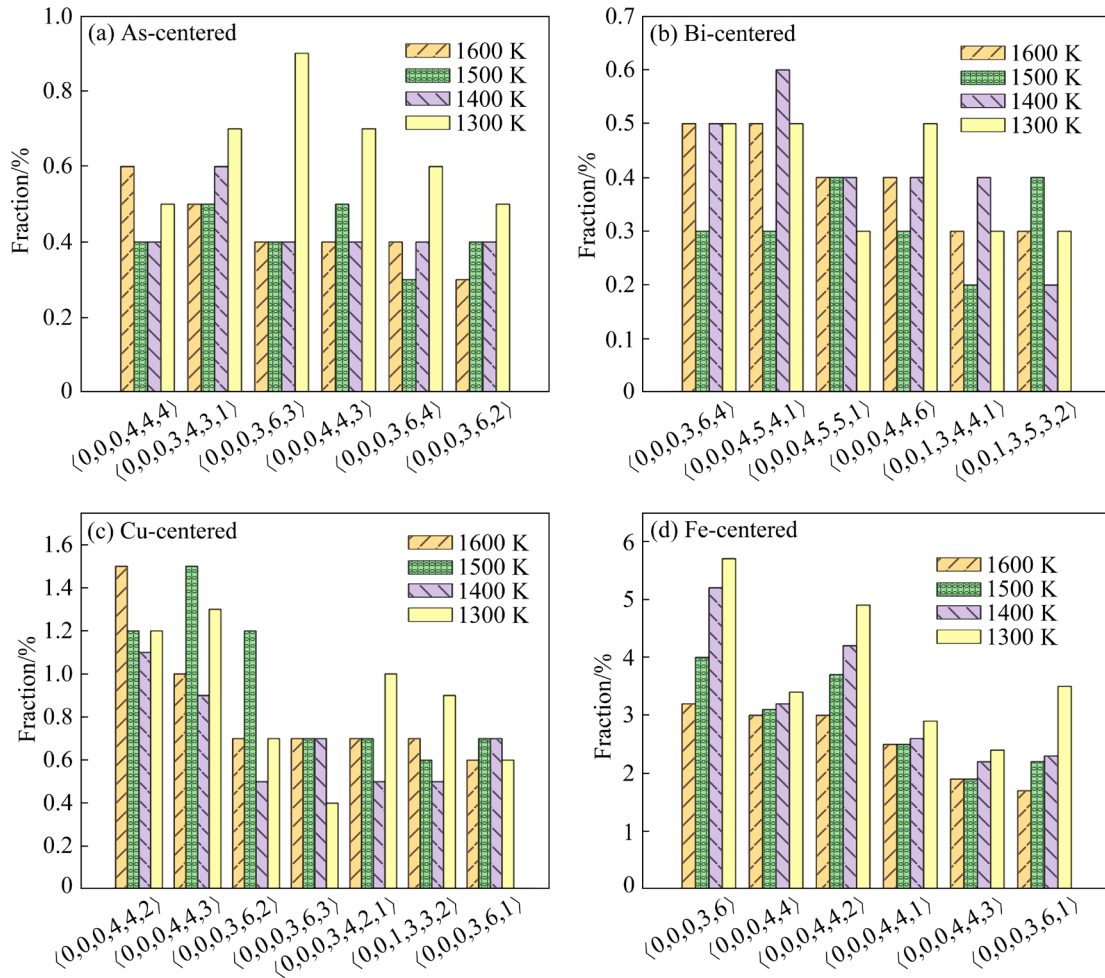 (a) As-centered
1600 K
1500 K
1400 K
1300 K
Fraction/%
1.0
0.8
0.6
0.4
0.2
0
⟨0,0,0,4,4,4⟩
⟨0,0,0,3,4,3,1⟩
⟨0,0,0,3,6,3⟩
⟨0,0,0,4,4,3⟩
⟨0,0,0,3,6,4⟩
⟨0,0,0,3,6,2⟩
(b) Bi-centered
1600 K
1500 K
1400 K
1300 K
Fraction/%
0.7
0.6
0.5
0.4
0.3
0.2
0.1
0
⟨0,0,0,3,6,4⟩
⟨0,0,0,4,5,4,1⟩
⟨0,0,0,4,5,5,1⟩
⟨0,0,0,4,4,6⟩
⟨0,0,1,3,4,4,1⟩
⟨0,0,1,3,5,3,2⟩
(c) Cu-centered
1600 K
1500 K
1400 K
1300 K
Fraction/%
1.6
1.4
1.2
1.0
0.8
0.6
0.4
0.2
0
⟨0,0,0,4,4,2⟩
⟨0,0,0,4,4,3⟩
⟨0,0,0,3,6,2⟩
⟨0,0,0,3,6,3⟩
⟨0,0,0,3,4,2,1⟩
⟨0,0,1,3,3,2⟩
⟨0,0,0,3,6,1⟩
(d) Fe-centered
1600 K
1500 K
1400 K
1300 K
Fraction/%
6
5
4
3
2
1
0
⟨0,0,0,3,6⟩
⟨0,0,0,4,4⟩
⟨0,0,0,4,4,2⟩
⟨0,0,0,4,4,1⟩
⟨0,0,0,4,4,3⟩
⟨0,0,0,3,6,1⟩